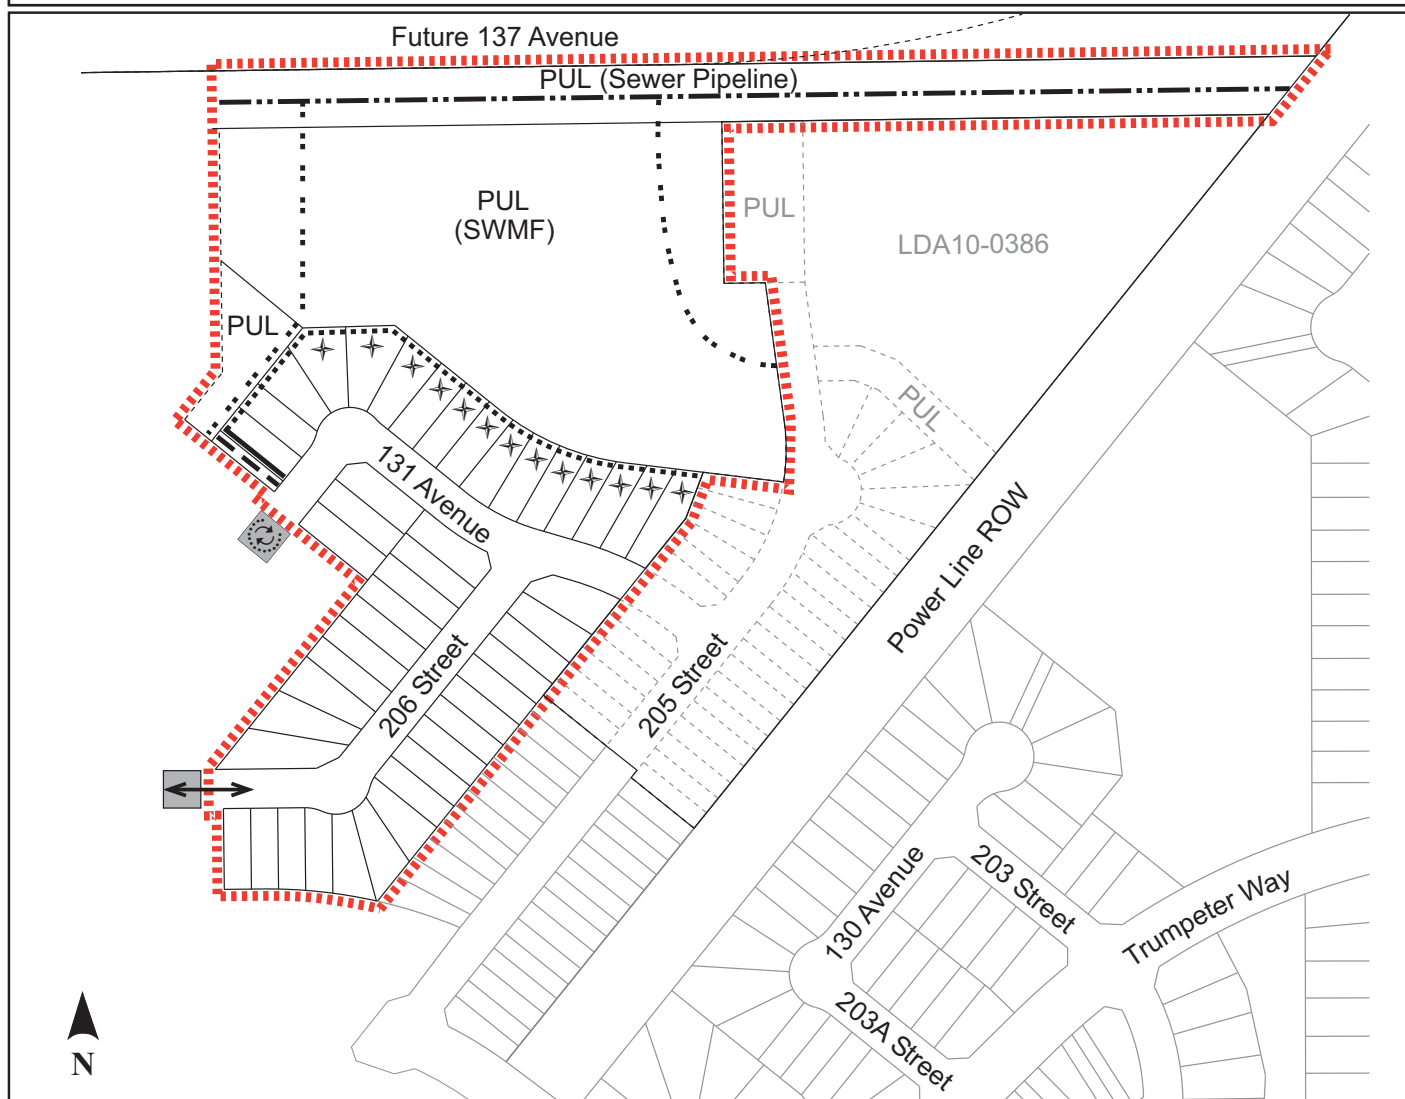 Future 137 Avenue
PUL (Sewer Pipeline)
PUL
(SWMF)
PUL
LDA10-0386
PUL
PUL
131 Avenue
206 Street
205 Street
Power Line ROW
130 Avenue
203 Street
Trumpeter Way
203A Street
N